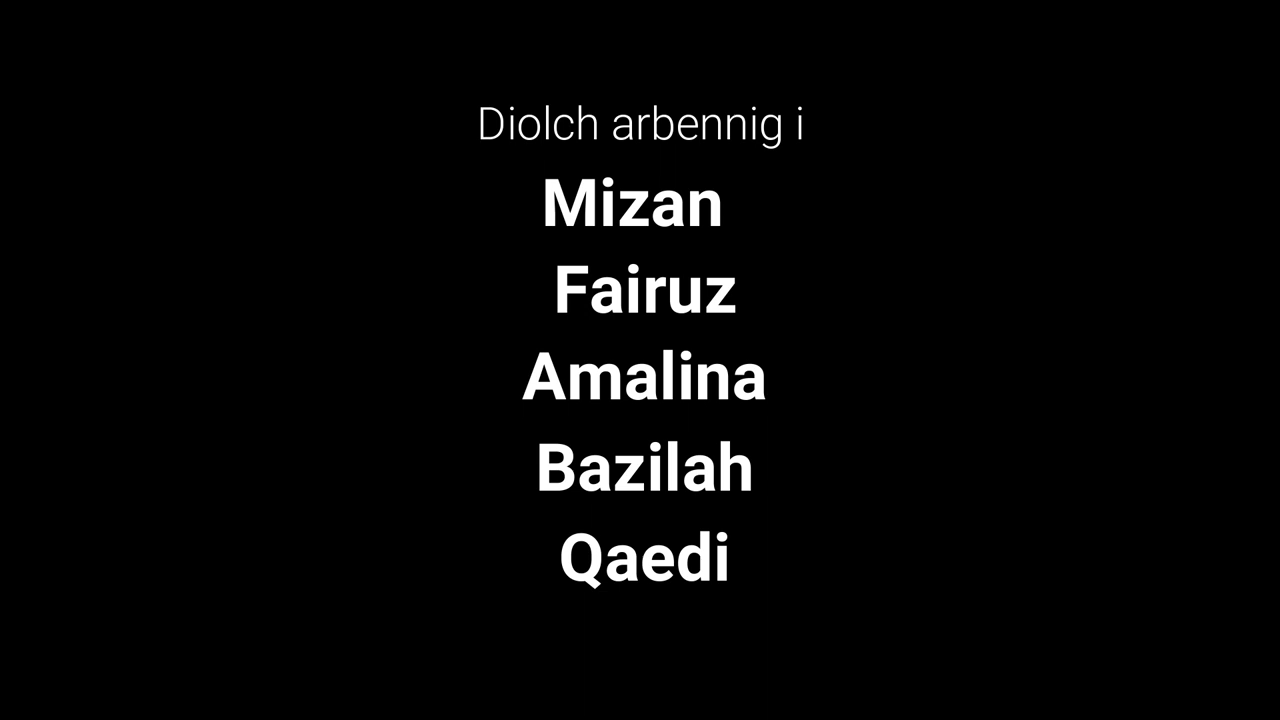 Diolch arbennig i
Mizan
Fairuz
Amalina
Bazilah
Qaedi